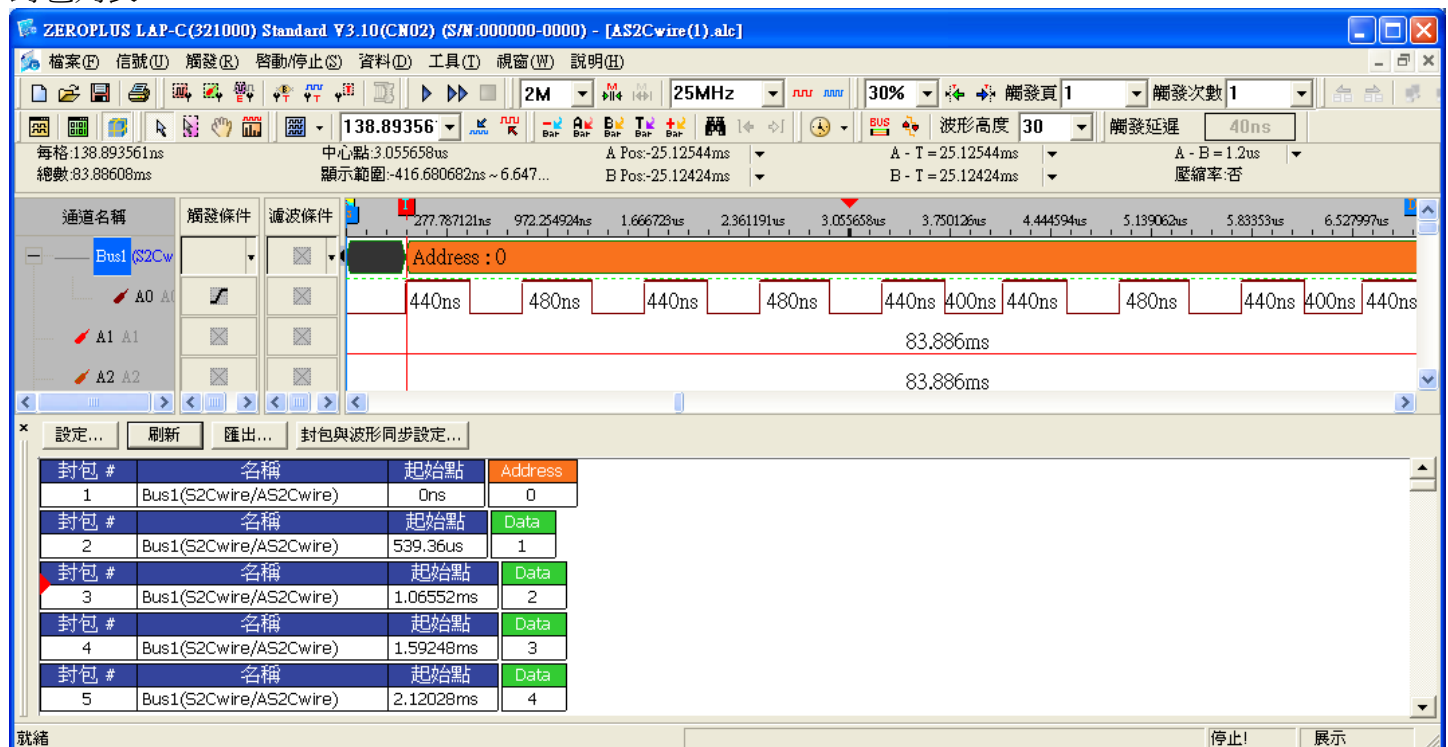 ZEROPLUS LAP-C(321000) Standard V3.10(CN02) (S/N:000000-0000) - [AS2Cwire(1).alc]
檔案(F) 信號(U) 觸發(R) 啓動/停止(S) 資料(D) 工具(T) 視窗(W) 說明(H)
2M 25MHz 30% 觸發頁 1 觸發次數 1
138.89356 Bar Bar Bar Bar Bar BUS 波形高度 30 觸發延遲 40ns
每格:138.893561ns 中心點:3.055658us A Pos:-25.12544ms A - T = 25.12544ms A - B = 1.2us
總數:83.88608ms 顯示範圍:-416.680682ns ~ 6.647... B Pos:-25.12424ms B - T = 25.12424ms 壓縮率:否
通道名稱 觸發條件 濾波條件 277.787121ns 972.254924ns 1.666723us 2.361191us 3.055658us 3.750126us 4.444594us 5.139062us 5.83353us 6.527997us
Bus1 (S2Cw Address : 0
A0 440ns 480ns 440ns 480ns 440ns 400ns 440ns 480ns 440ns 400ns 440ns
A1 A1 83.886ms
A2 A2 83.886ms
設定... 刷新 匯出... 封包與波形同步設定...
封包 # 名稱 起始點 Address
1 Bus1(S2Cwire/AS2Cwire) 0ns 0
封包 # 名稱 起始點 Data
2 Bus1(S2Cwire/AS2Cwire) 539.36us 1
封包 # 名稱 起始點 Data
3 Bus1(S2Cwire/AS2Cwire) 1.06552ms 2
封包 # 名稱 起始點 Data
4 Bus1(S2Cwire/AS2Cwire) 1.59248ms 3
封包 # 名稱 起始點 Data
5 Bus1(S2Cwire/AS2Cwire) 2.12028ms 4
就緒 停止! 展示